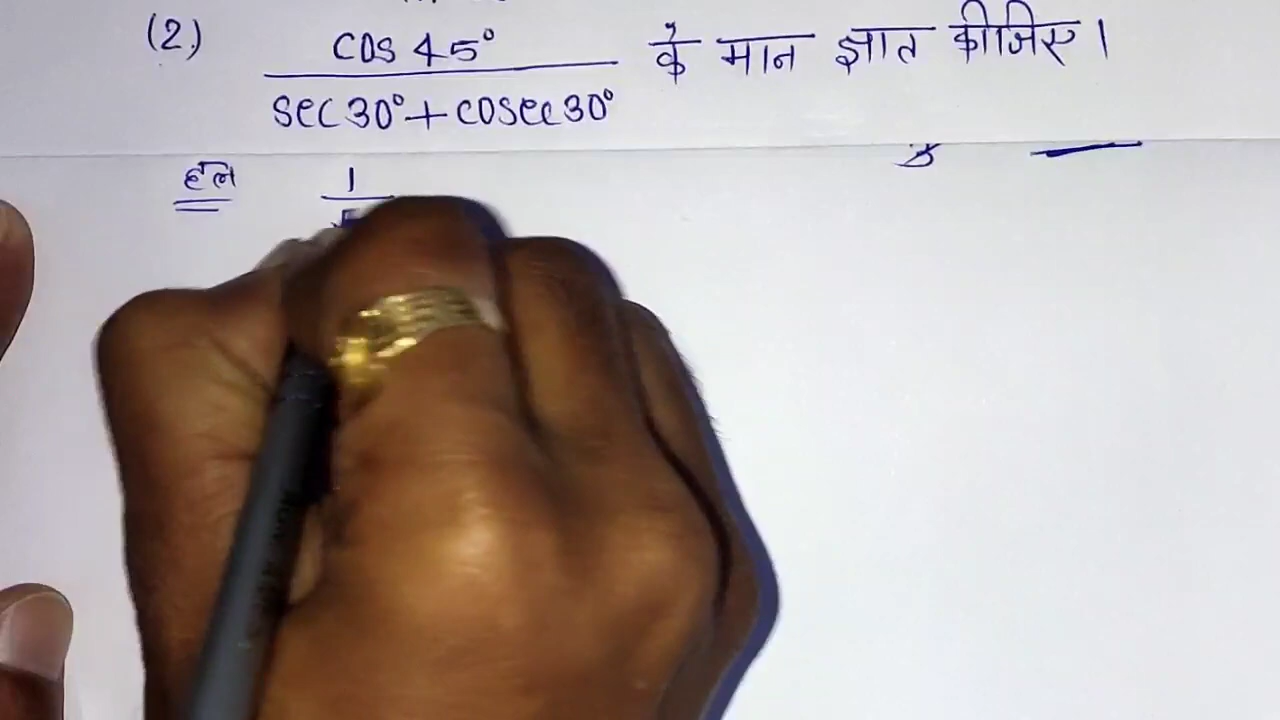 (2.) cos 45° के मान ज्ञात कीजिए।
sec 30° + cosec 30°
हल 1